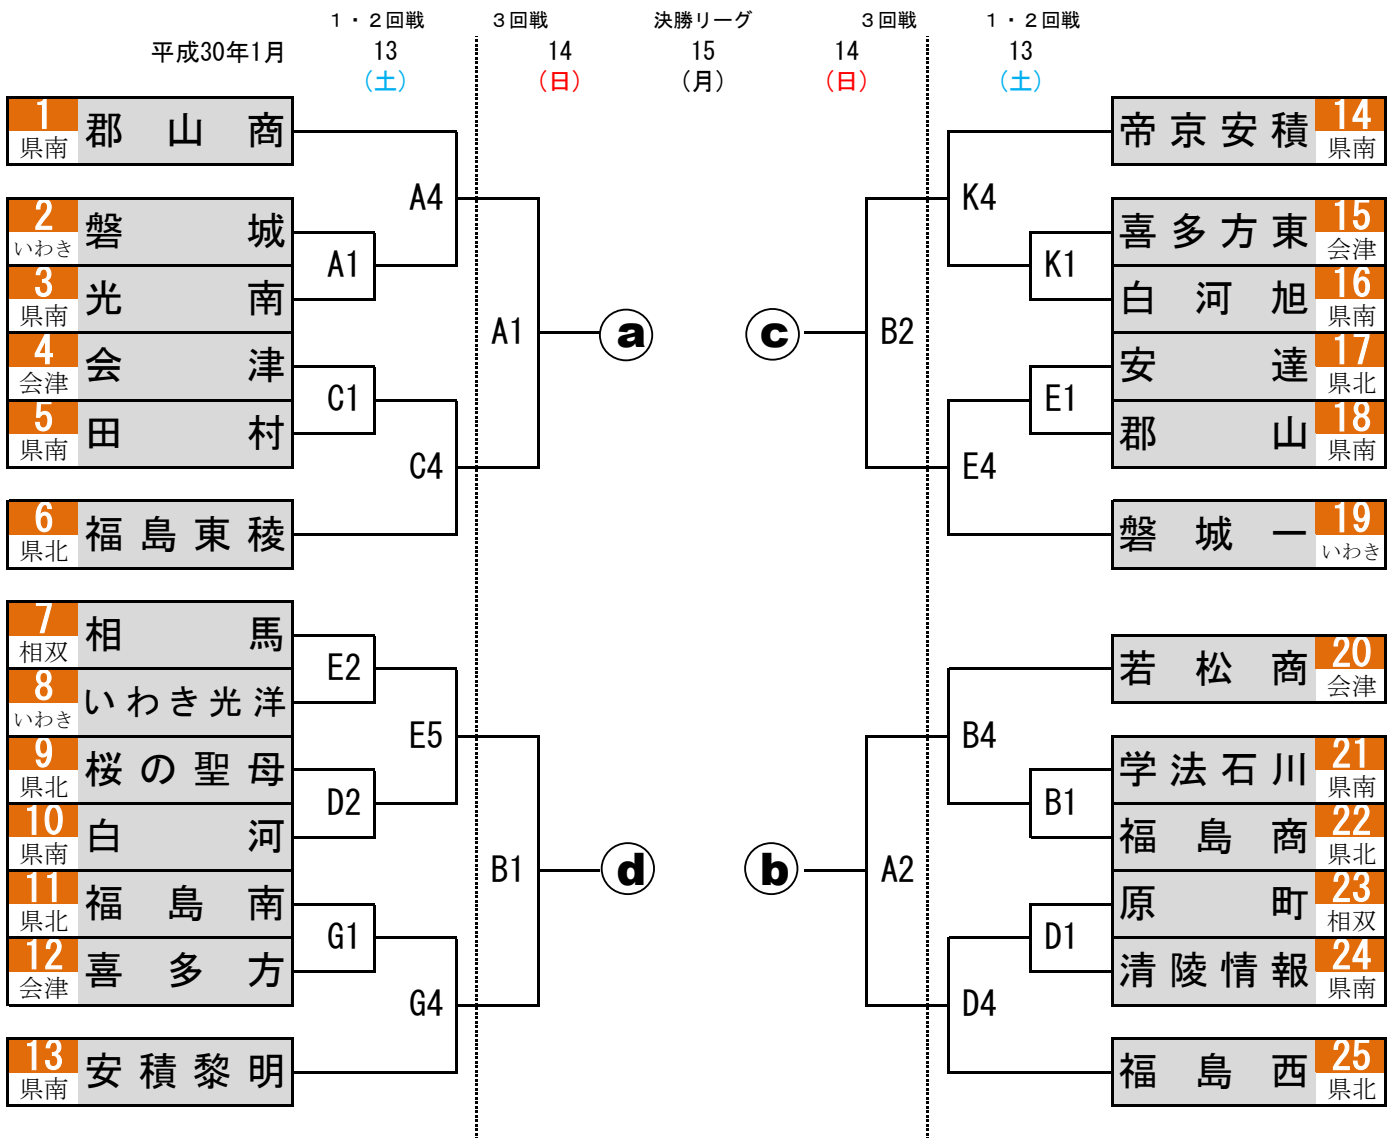 １・２回戦 ３回戦 決勝リーグ ３回戦 １・２回戦
平成30年1月 13 14 15 14 13
（土） （日） （月） （日） （土）
1 県南 郡山商
2 いわき 磐城
3 県南 光南
4 会津 会津
5 県南 田村
6 県北 福島東稜
7 相双 相馬
8 いわき いわき光洋
9 県北 桜の聖母
10 県南 白河
11 県北 福島南
12 会津 喜多方
13 県南 安積黎明
A4
A1
C1
C4
E2
E5
D2
G1
G4
A1
B1
a
d
c
b
B2
A2
K4
K1
E1
E4
B4
B1
D1
D4
帝京安積 14 県南
喜多方東 15 会津
白河旭 16 県南
安達 17 県北
郡山 18 県南
磐城一 19 いわき
若松商 20 会津
学法石川 21 県南
福島商 22 県北
原町 23 相双
清陵情報 24 県南
福島西 25 県北